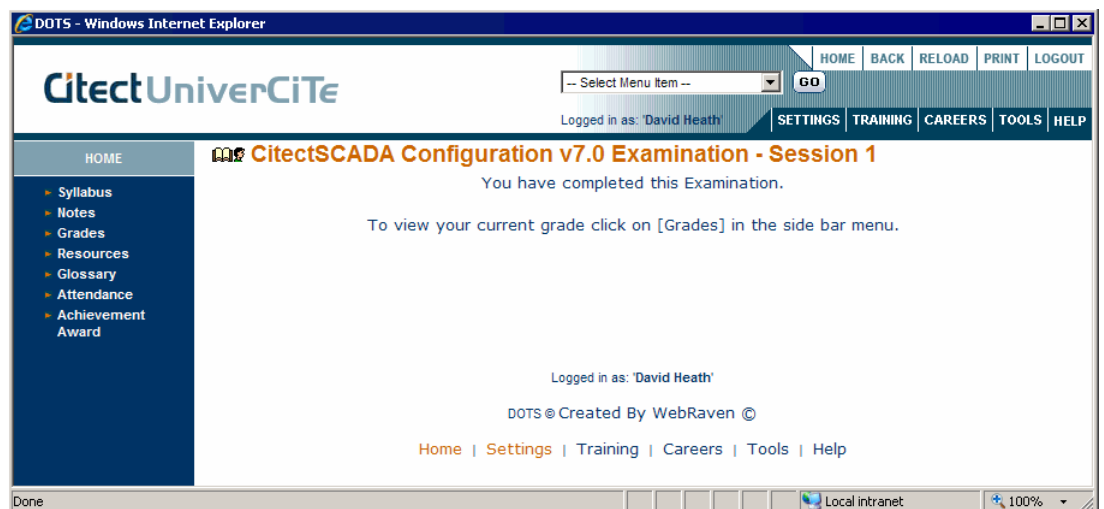 DOTS - Windows Internet Explorer
HOME BACK RELOAD PRINT LOGOUT
CitectUniverCiTe
-- Select Menu Item -- GO
Logged in as: 'David Heath' SETTINGS TRAINING CAREERS TOOLS HELP
HOME
Syllabus
Notes
Grades
Resources
Glossary
Attendance
Achievement
Award
CitectSCADA Configuration v7.0 Examination - Session 1
You have completed this Examination.
To view your current grade click on [Grades] in the side bar menu.
Logged in as: 'David Heath'
DOTS © Created By WebRaven ©
Home | Settings | Training | Careers | Tools | Help
Done Local intranet 100%